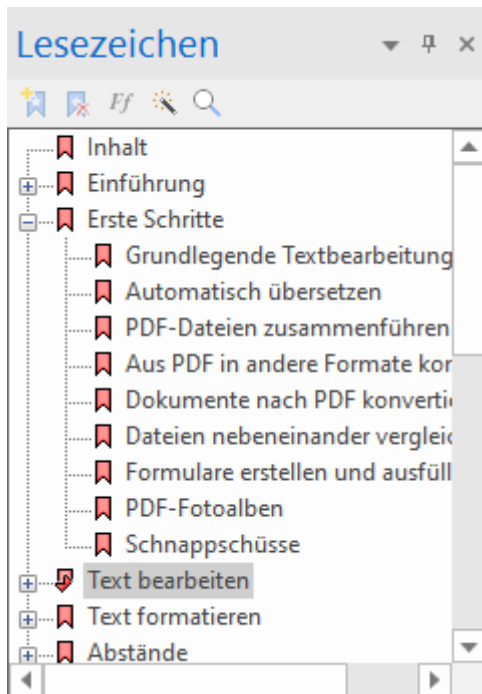 Lesezeichen
Ff
Inhalt
Einführung
Erste Schritte
Grundlegende Textbearbeitung
Automatisch übersetzen
PDF-Dateien zusammenführen
Aus PDF in andere Formate kor
Dokumente nach PDF konvertie
Dateien nebeneinander vergleic
Formulare erstellen und ausfüll
PDF-Fotoalben
Schnappschüsse
Text bearbeiten
Text formatieren
Abstände